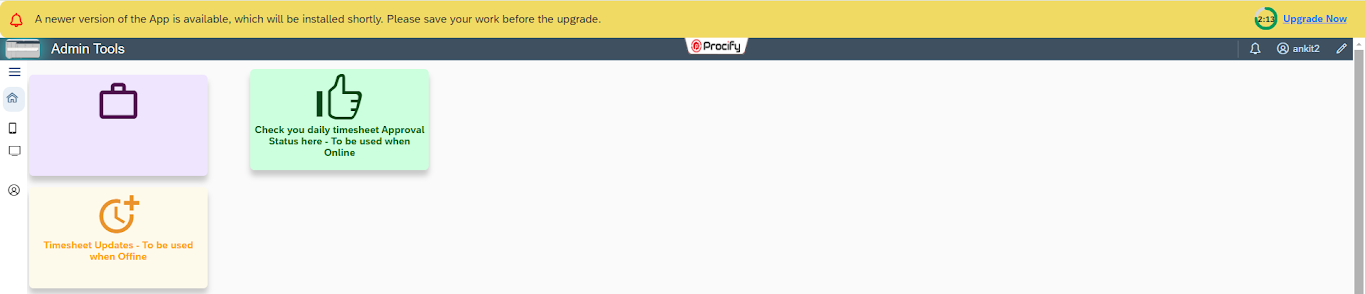 A newer version of the App is available, which will be installed shortly. Please save your work before the upgrade.
2:13
Upgrade Now
Admin Tools
Procify
ankit2
Check you daily timesheet Approval
Status here - To be used when
Online
Timesheet Updates - To be used
when Offine